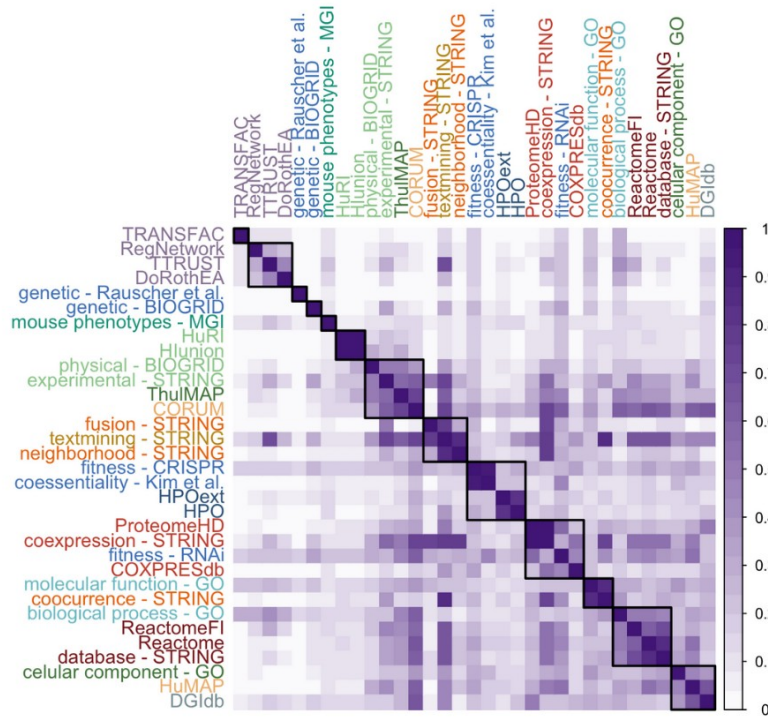 TRANSFAC
RegNetwork
TTRUST
DoRothEA
genetic - Rauscher et al.
genetic - BIOGRID
mouse phenotypes - MGI
HuRI
HIunion
physical - BIOGRID
experimental - STRING
ThulMAP
CORUM
fusion - STRING
textmining - STRING
neighborhood - STRING
fitness - CRISPR
coessentiality - Kim et al.
HPOext
HPO
ProteomeHD
coexpression - STRING
fitness - RNAi
COXPRESdb
molecular function - GO
coocurrence - STRING
biological process - GO
ReactomeFI
Reactome
database - STRING
celular component - GO
HuMAP
DGIdb
TRANSFAC
RegNetwork
TTRUST
DoRothEA
genetic - Rauscher et al.
genetic - BIOGRID
mouse phenotypes - MGI
HuRI
HIunion
physical - BIOGRID
experimental - STRING
ThulMAP
CORUM
fusion - STRING
textmining - STRING
neighborhood - STRING
fitness - CRISPR
coessentiality - Kim et al.
HPOext
HPO
ProteomeHD
coexpression - STRING
fitness - RNAi
COXPRESdb
molecular function - GO
coocurrence - STRING
biological process - GO
ReactomeFI
Reactome
database - STRING
celular component - GO
HuMAP
DGIdb
1
0